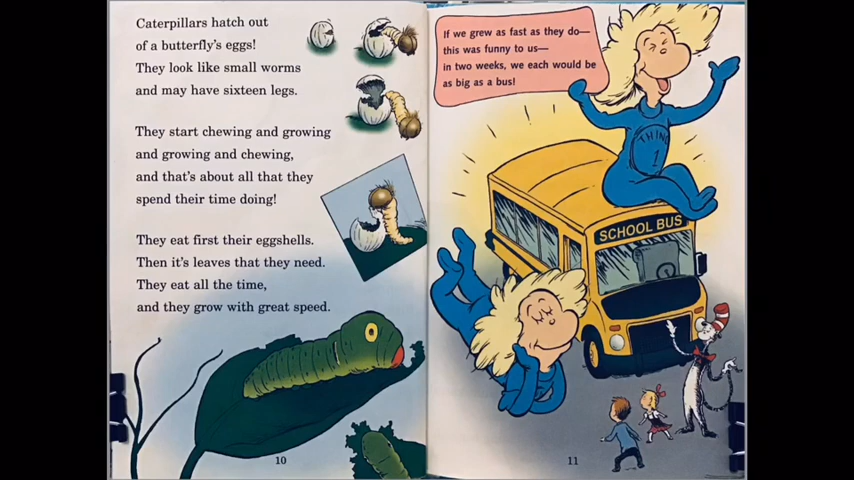 Caterpillars hatch out
of a butterfly's eggs!
They look like small worms
and may have sixteen legs.
They start chewing and growing
and growing and chewing,
and that's about all that they
spend their time doing!
They eat first their eggshells.
Then it's leaves that they need.
They eat all the time,
and they grow with great speed.
10
If we grew as fast as they do—
this was funny to us—
in two weeks, we each would be
as big as a bus!
THING
1
SCHOOL BUS
11